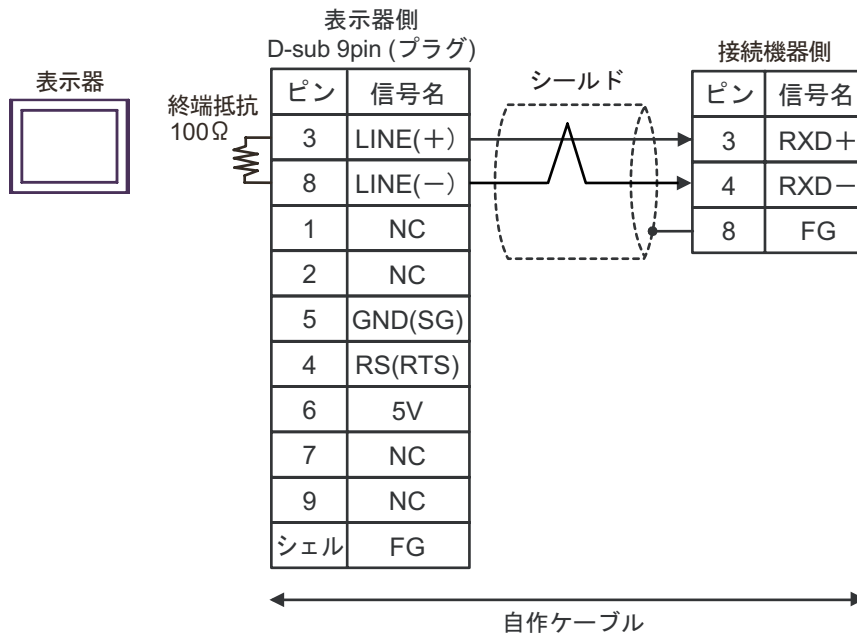 表示器側
D-sub 9pin (プラグ)
表示器
終端抵抗
100Ω
ピン 信号名
3 LINE(+)
8 LINE(−)
1 NC
2 NC
5 GND(SG)
4 RS(RTS)
6 5V
7 NC
9 NC
シェル FG
シールド
接続機器側
ピン 信号名
3 RXD+
4 RXD−
8 FG
自作ケーブル